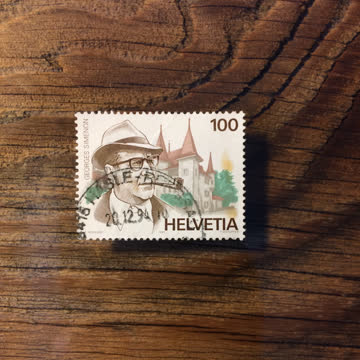 100
GEORGES SIMENON
20.12.94
HELVETIA